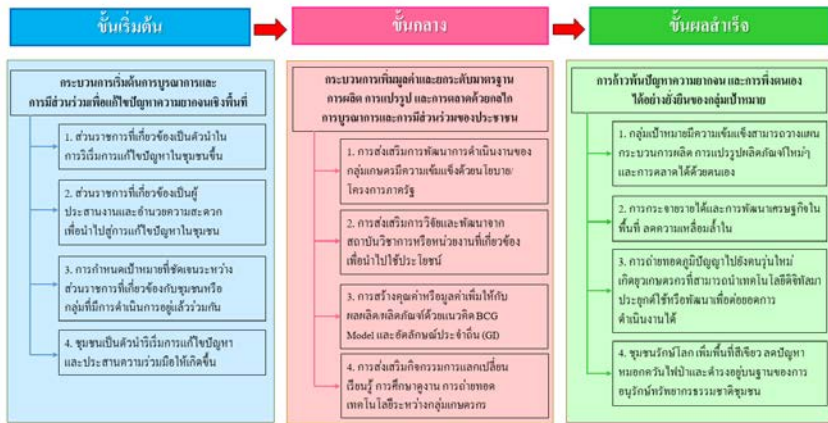 ขั้นเริ่มต้น
กระบวนการเริ่มต้นการบูรณาการและ
การมีส่วนร่วมเพื่อแก้ไขปัญหาความยากจนเชิงพื้นที่
1. ส่วนราชการที่เกี่ยวข้องเป็นตัวนำใน
การริเริ่มการแก้ไขปัญหาในชุมชนขึ้น
2. ส่วนราชการที่เกี่ยวข้องเป็นผู้
ประสานงานและอำนวยความสะดวก
เพื่อนำไปสู่การแก้ไขปัญหาในชุมชน
3. การกำหนดเป้าหมายที่ชัดเจนระหว่าง
ส่วนราชการที่เกี่ยวข้องกับชุมชนหรือ
กลุ่มที่มีการดำเนินการอยู่แล้วร่วมกัน
4. ชุมชนเป็นตัวนำริเริ่มการแก้ไขปัญหา
และประสานความร่วมมือให้เกิดขึ้น
ขั้นกลาง
กระบวนการเพิ่มมูลค่าและยกระดับมาตรฐาน
การผลิต การแปรรูป และการตลาดด้วยกลไก
การบูรณาการและการมีส่วนร่วมของประชาชน
1. การส่งเสริมการพัฒนาการดำเนินงานของ
กลุ่มเกษตรมีความเข้มแข็งด้วยนโยบาย/
โครงการภาครัฐ
2. การส่งเสริมการวิจัยและพัฒนาจาก
สถาบันวิชาการหรือหน่วยงานที่เกี่ยวข้อง
เพื่อนำไปใช้ประโยชน์
3. การสร้างคุณค่าหรือมูลค่าเพิ่มให้กับ
ผลผลิต/ผลิตภัณฑ์ด้วยแนวคิด BCG
Model และอัตลักษณ์ประจำถิ่น (GI)
4. การส่งเสริมกิจกรรมการแลกเปลี่ยน
เรียนรู้ การศึกษาดูงาน การถ่ายทอด
เทคโนโลยีระหว่างกลุ่มเกษตรกร
ขั้นผลสำเร็จ
การก้าวพ้นปัญหาความยากจน และการพึ่งตนเอง
ได้อย่างยั่งยืนของกลุ่มเป้าหมาย
1. กลุ่มเป้าหมายมีความเข้มแข็งสามารถวางแผน
กระบวนการผลิต การแปรรูปผลิตภัณฑ์ใหม่ๆ
และการตลาดได้ด้วยตนเอง
2. การกระจายรายได้และการพัฒนาเศรษฐกิจใน
พื้นที่ ลดความเหลื่อมล้ำใน
3. การถ่ายทอดภูมิปัญญาไปยังคนรุ่นใหม่
เกิดยุวเกษตรกรที่สามารถนำเทคโนโลยีดิจิทัลมา
ประยุกต์ใช้หรือพัฒนาเพื่อต่อยอดการ
ดำเนินงานได้
4. ชุมชนรักษ์โลก เพิ่มพื้นที่สีเขียว ลดปัญหา
หมอกควันไฟป่าและดำรงอยู่บนฐานของการ
อนุรักษ์ทรัพยากรธรรมชาติชุมชน